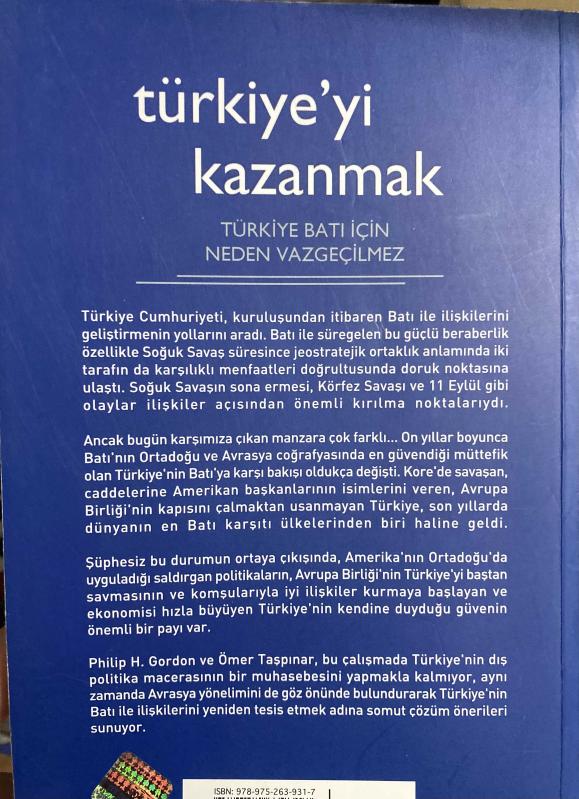 türkiye'yi
kazanmak
TÜRKİYE BATI İÇİN
NEDEN VAZGEÇİLMEZ
Türkiye Cumhuriyeti, kuruluşundan itibaren Batı ile ilişkilerini
geliştirmenin yollarını aradı. Batı ile süregelen bu güçlü beraberlik
özellikle Soğuk Savaş süresince jeostratejik ortaklık anlamında iki
tarafın da karşılıklı menfaatleri doğrultusunda doruk noktasına
ulaştı. Soğuk Savaşın sona ermesi, Körfez Savaşı ve 11 Eylül gibi
olaylar ilişkiler açısından önemli kırılma noktalarıydı.
Ancak bugün karşımıza çıkan manzara çok farklı... On yıllar boyunca
Batı'nın Ortadoğu ve Avrasya coğrafyasında en güvendiği müttefik
olan Türkiye'nin Batı'ya karşı bakışı oldukça değişti. Kore'de savaşan,
caddelerine Amerikan başkanlarının isimlerini veren, Avrupa
Birliği'nin kapısını çalmaktan usanmayan Türkiye, son yıllarda
dünyanın en Batı karşıtı ülkelerinden biri haline geldi.
Şüphesiz bu durumun ortaya çıkışında, Amerika'nın Ortadoğu'da
uyguladığı saldırgan politikaların, Avrupa Birliği'nin Türkiye'yi baştan
savmasının ve komşularıyla iyi ilişkiler kurmaya başlayan ve
ekonomisi hızla büyüyen Türkiye'nin kendine duyduğu güvenin
önemli bir payı var.
Philip H. Gordon ve Ömer Taşpınar, bu çalışmada Türkiye'nin dış
politika macerasının bir muhasebesini yapmakla kalmıyor, aynı
zamanda Avrasya yönelimini de göz önünde bulundurarak Türkiye'nin
Batı ile ilişkilerini yeniden tesis etmek adına somut çözüm önerileri
sunuyor.
ISBN: 978-975-263-931-7